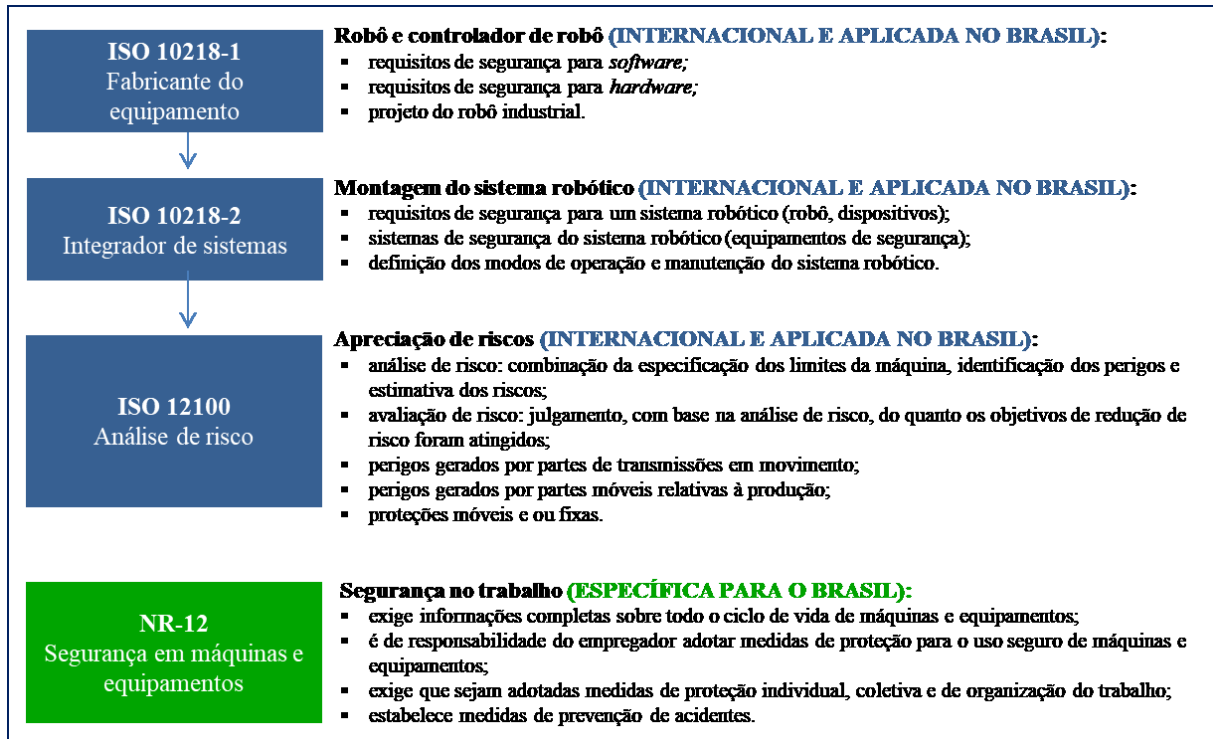 ISO 10218-1
Fabricante do
equipamento
Robô e controlador de robô (INTERNACIONAL E APLICADA NO BRASIL):
▪ requisitos de segurança para software;
▪ requisitos de segurança para hardware;
▪ projeto do robô industrial.
ISO 10218-2
Integrador de sistemas
Montagem do sistema robótico (INTERNACIONAL E APLICADA NO BRASIL):
▪ requisitos de segurança para um sistema robótico (robô, dispositivos);
▪ sistemas de segurança do sistema robótico (equipamentos de segurança);
▪ definição dos modos de operação e manutenção do sistema robótico.
ISO 12100
Análise de risco
Apreciação de riscos (INTERNACIONAL E APLICADA NO BRASIL):
▪ análise de risco: combinação da especificação dos limites da máquina, identificação dos perigos e
estimativa dos riscos;
▪ avaliação de risco: julgamento, com base na análise de risco, do quanto os objetivos de redução de
risco foram atingidos;
▪ perigos gerados por partes de transmissões em movimento;
▪ perigos gerados por partes móveis relativas à produção;
▪ proteções móveis e ou fixas.
NR-12
Segurança em máquinas e
equipamentos
Segurança no trabalho (ESPECÍFICA PARA O BRASIL):
▪ exige informações completas sobre todo o ciclo de vida de máquinas e equipamentos;
▪ é de responsabilidade do empregador adotar medidas de proteção para o uso seguro de máquinas e
equipamentos;
▪ exige que sejam adotadas medidas de proteção individual, coletiva e de organização do trabalho;
▪ estabelece medidas de prevenção de acidentes.